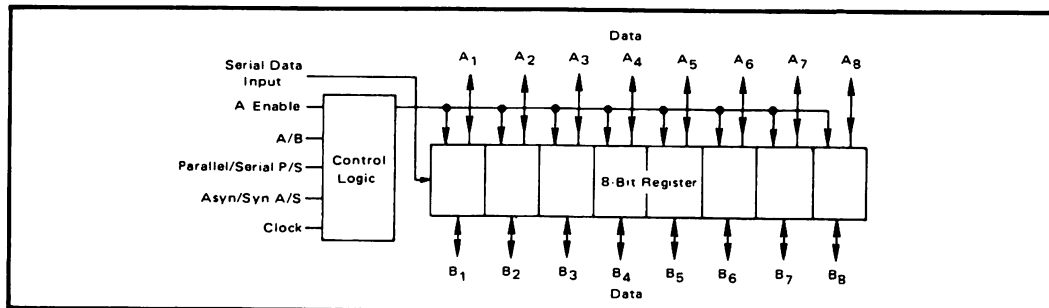 Data
A1 A2 A3 A4 A5 A6 A7 A8
Serial Data
Input
A Enable
A/B
Parallel/Serial P/S
Asyn/Syn A/S
Clock
Control
Logic
8-Bit Register
B1 B2 B3 B4 B5 B6 B7 B8
Data